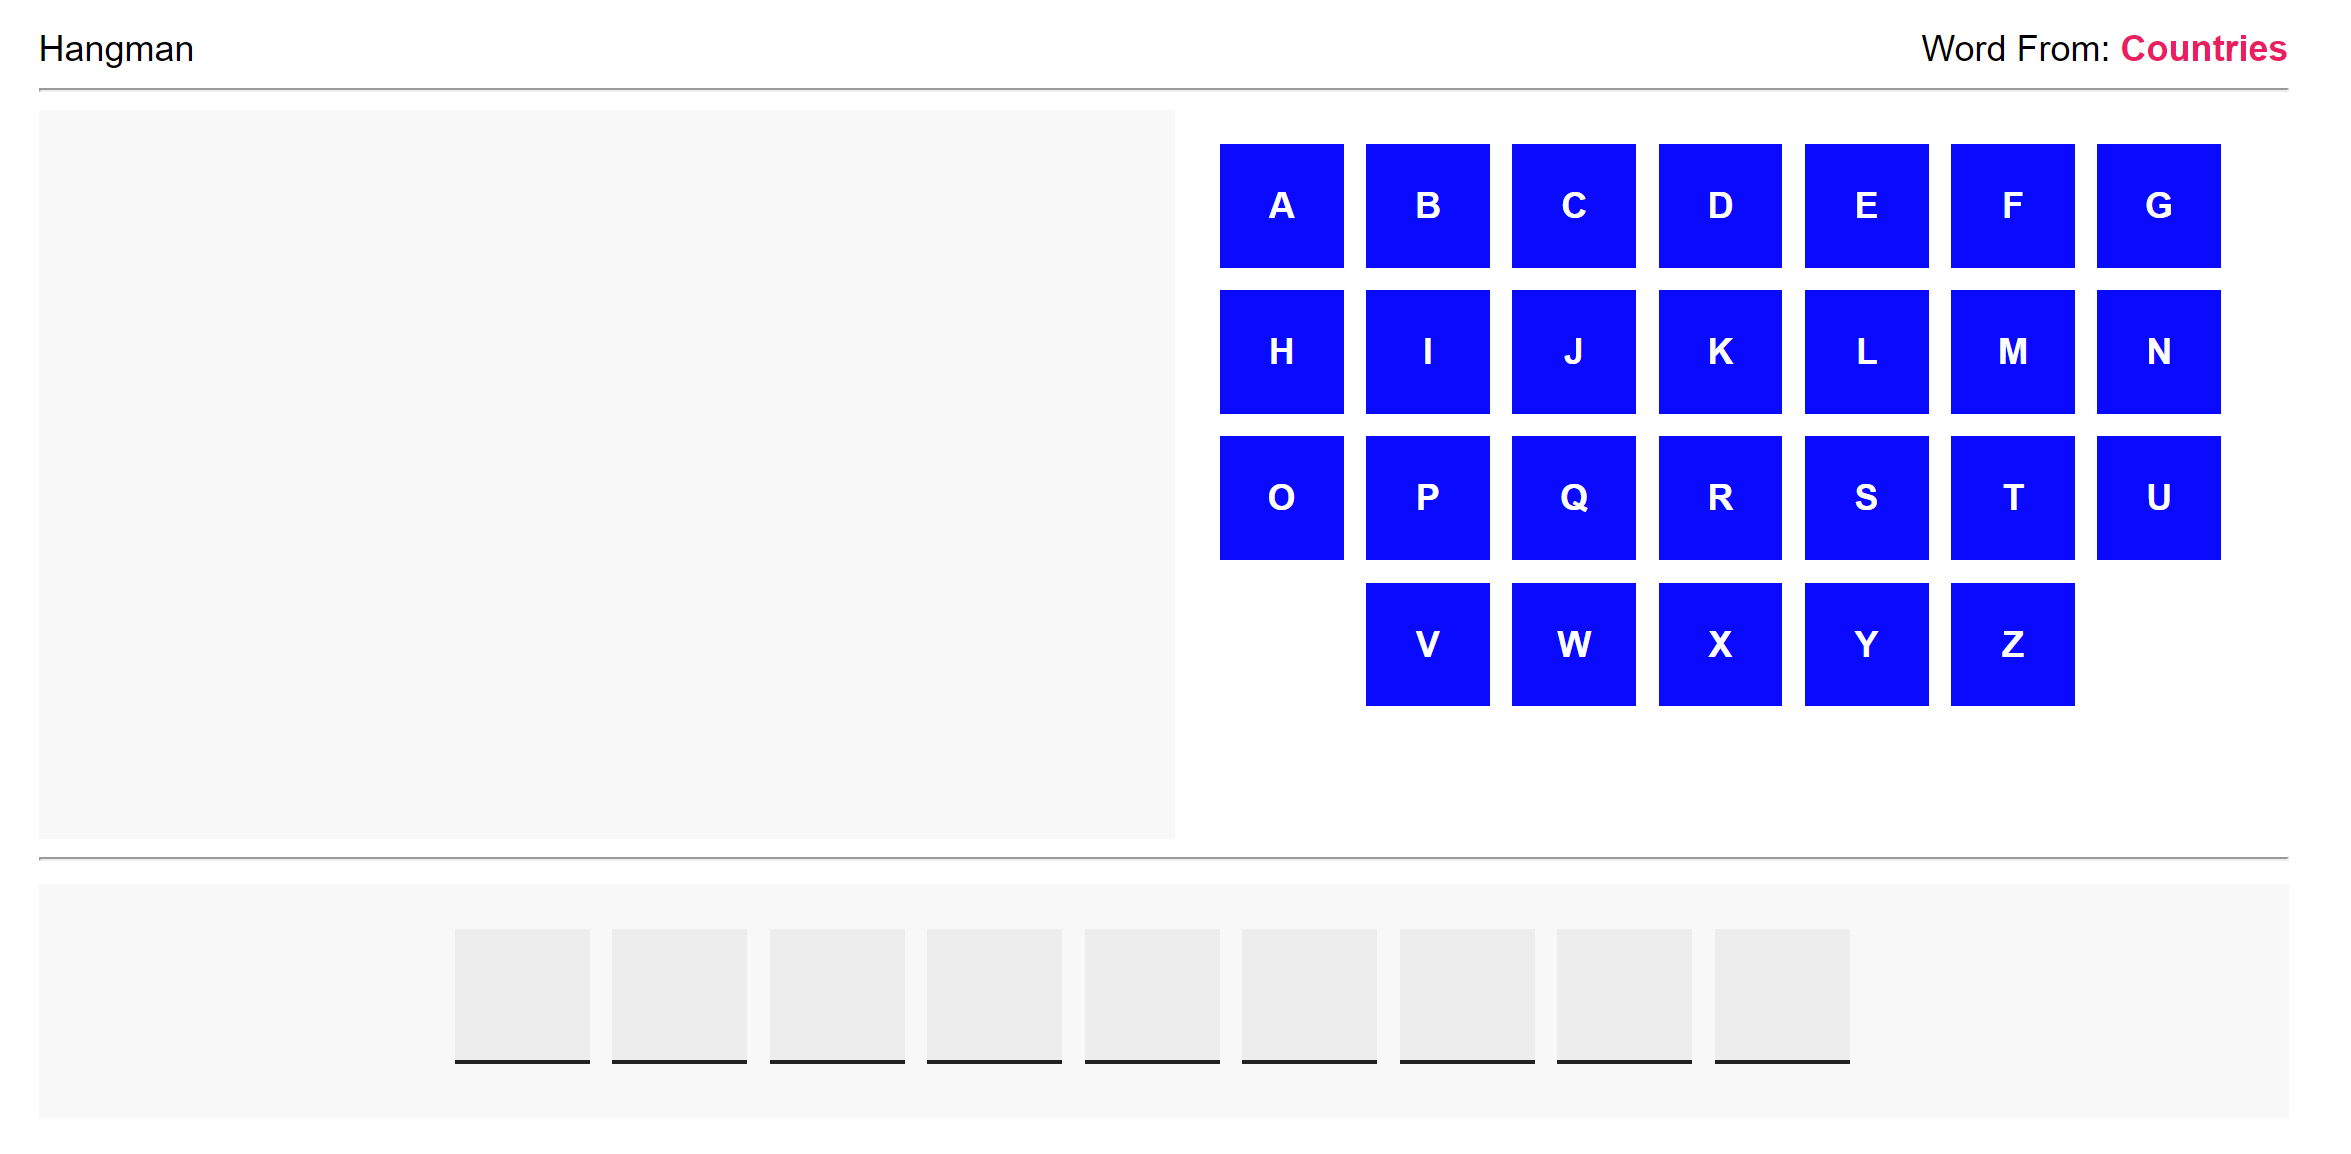 Hangman
Word From: Countries
A B C D E F G
H I J K L M N
O P Q R S T U
V W X Y Z